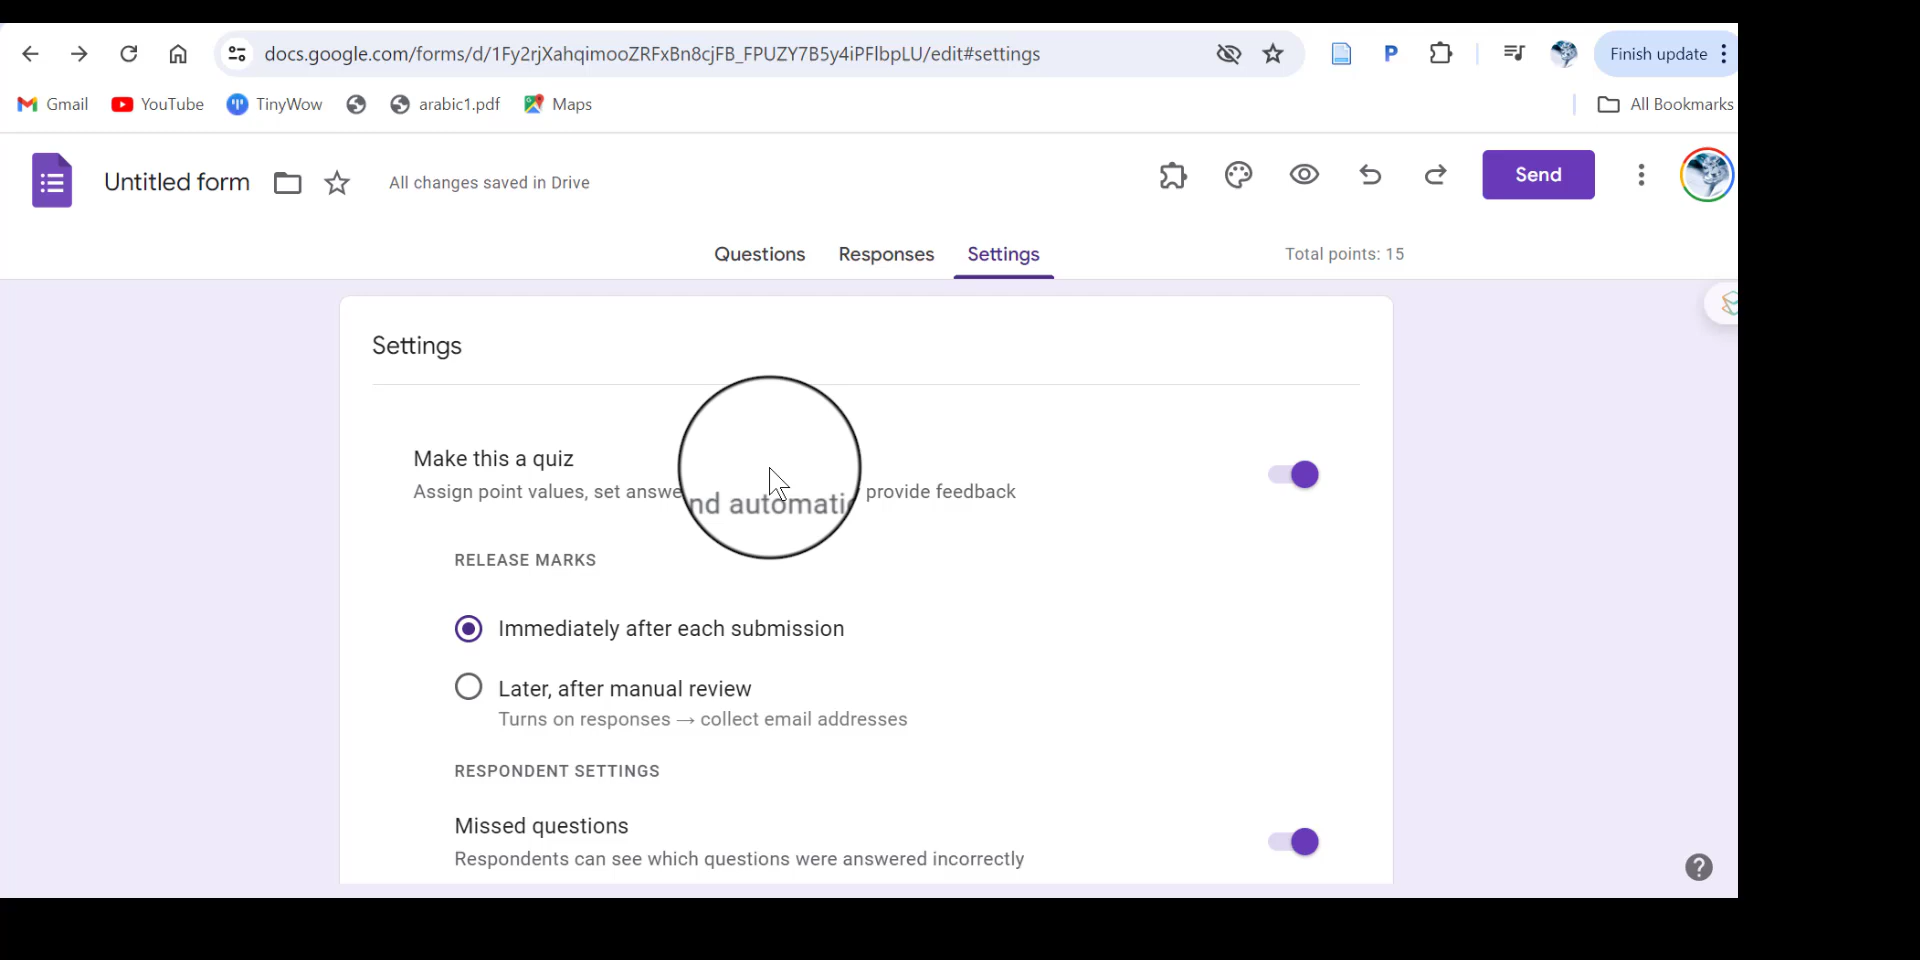 docs.google.com/forms/d/1Fy2rjXahqimooZRFxBn8cjFB_FPUZY7B5y4iPFlbpLU/edit#settings
P
Finish update
Gmail
YouTube
TinyWow
arabic1.pdf
Maps
All Bookmarks
Untitled form
All changes saved in Drive
Send
Questions
Responses
Settings
Total points: 15
Settings
Make this a quiz
Assign point values, set answe nd automatic provide feedback
RELEASE MARKS
Immediately after each submission
Later, after manual review
Turns on responses → collect email addresses
RESPONDENT SETTINGS
Missed questions
Respondents can see which questions were answered incorrectly